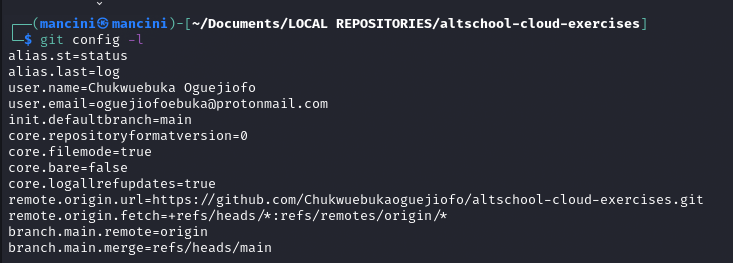 ┌──(mancini㉿mancini)-[~/Documents/LOCAL REPOSITORIES/altschool-cloud-exercises]
└─$ git config -l
alias.st=status
alias.last=log
user.name=Chukwuebuka Oguejiofo
user.email=oguejiofoebuka@protonmail.com
init.defaultbranch=main
core.repositoryformatversion=0
core.filemode=true
core.bare=false
core.logallrefupdates=true
remote.origin.url=https://github.com/Chukwuebukaoguejiofo/altschool-cloud-exercises.git
remote.origin.fetch=+refs/heads/*:refs/remotes/origin/*
branch.main.remote=origin
branch.main.merge=refs/heads/main